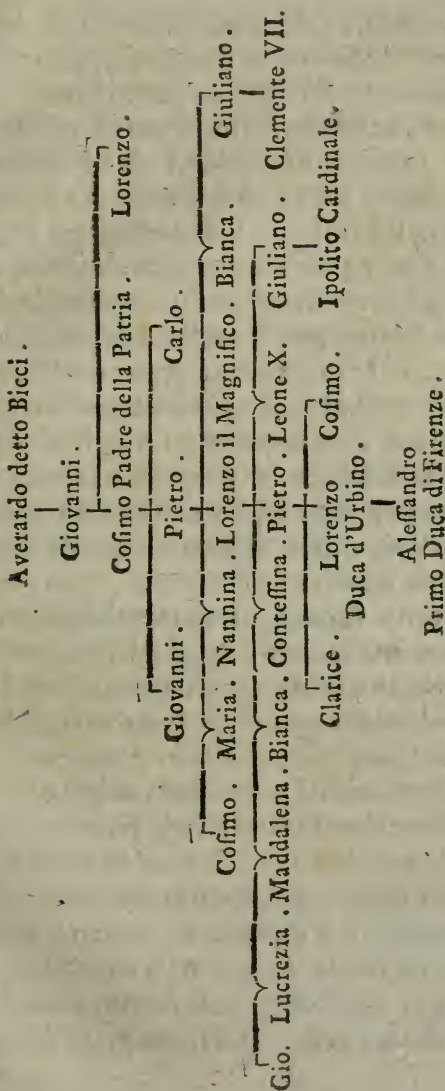 Averardo detto Bicci .
Giovanni .
Coſimo Padre della Patria . Lorenzo .
Giovanni . Pietro . Carlo .
Coſimo . Maria . Nannina . Lorenzo il Magnifico . Bianca . Giuliano .
Gio. Lucrezia . Maddalena . Bianca . Conteſſina . Pietro . Leone X. Giuliano . Clemente VII.
Clarice . Lorenzo Coſimo . Ipolito Cardinale .
Duca d'Urbino .
Aleſſandro
Primo Duca di Firenze .